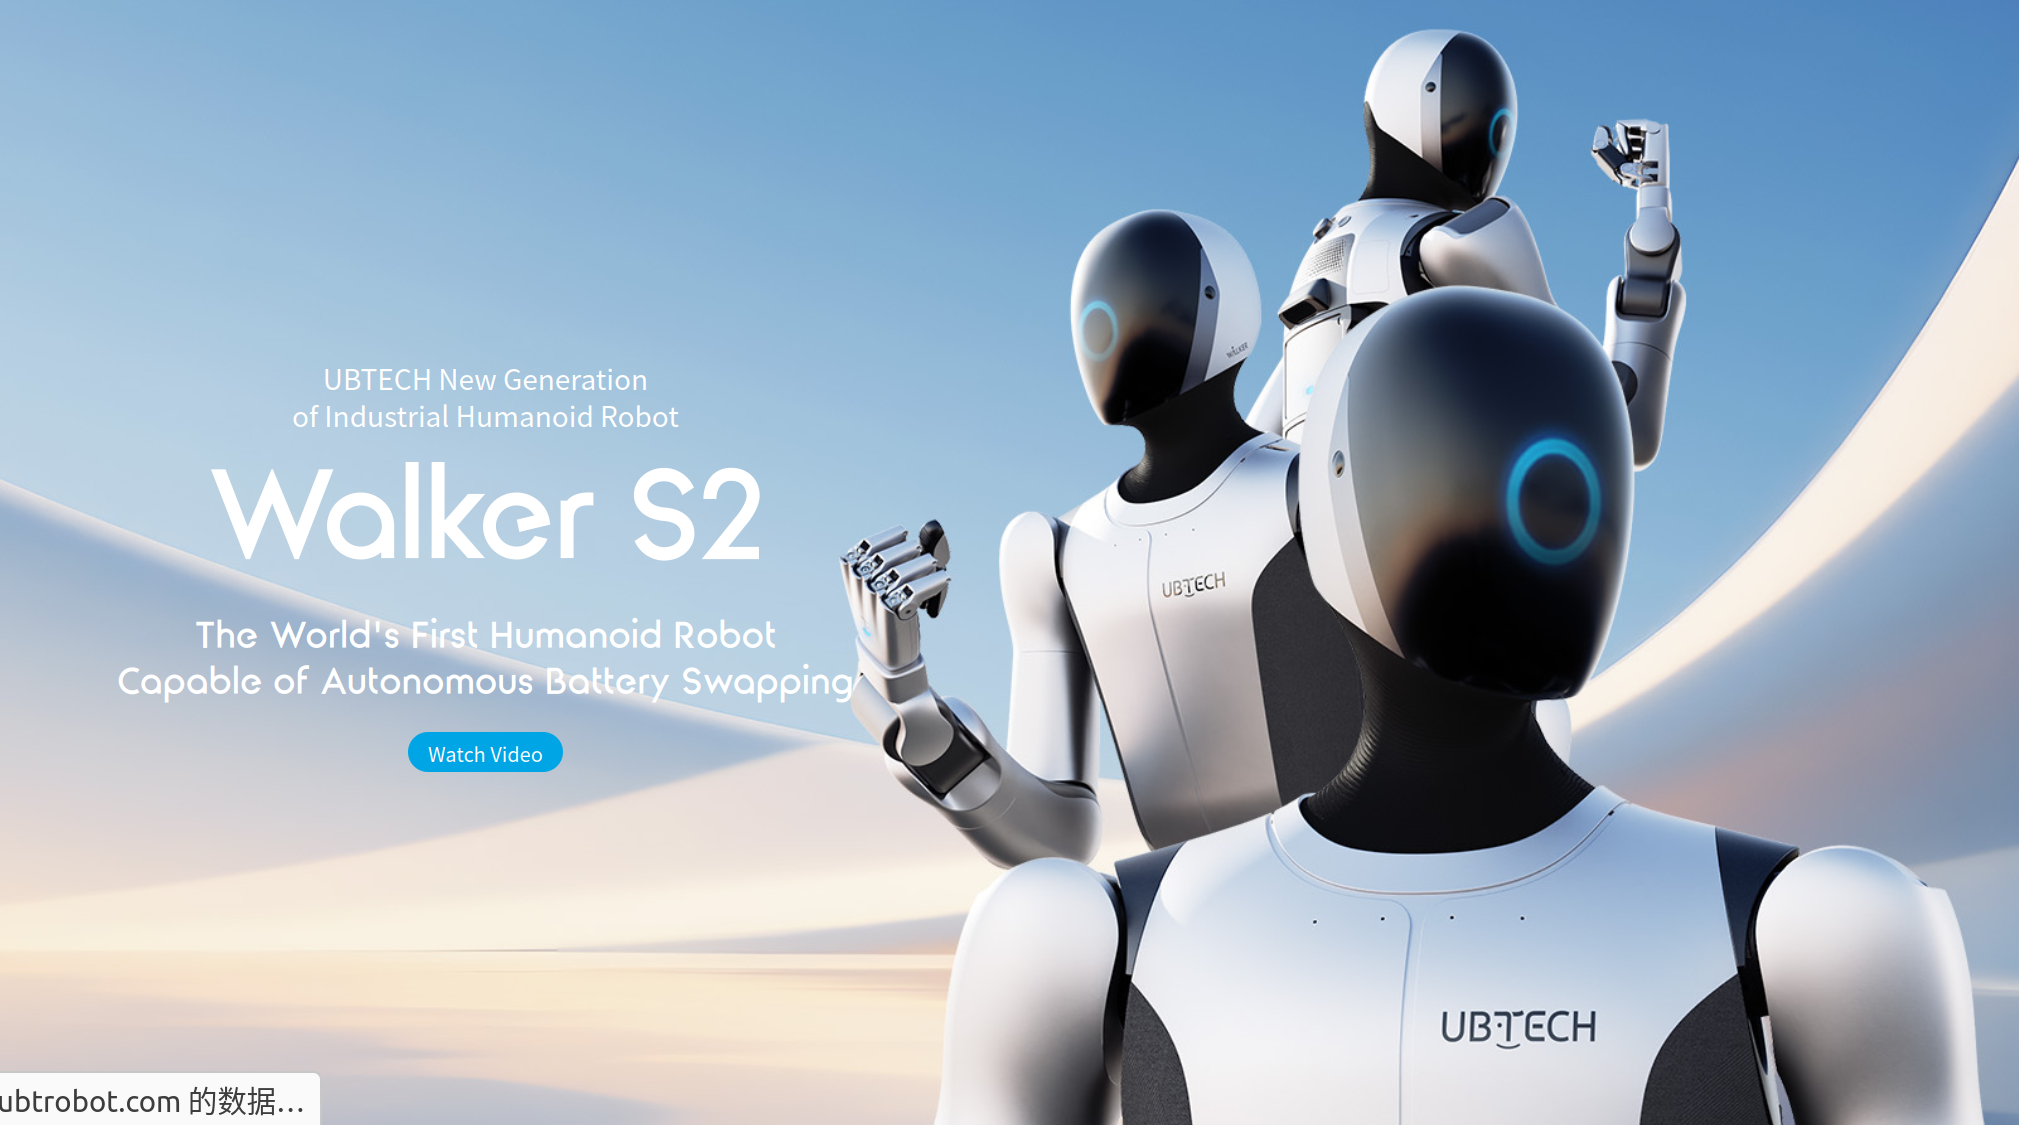 UBTECH New Generation
of Industrial Humanoid Robot
Walker S2
The World's First Humanoid Robot
Capable of Autonomous Battery Swapping
Watch Video
WALKER
UBTECH
UBTECH
ubtrobot.com 的数据…